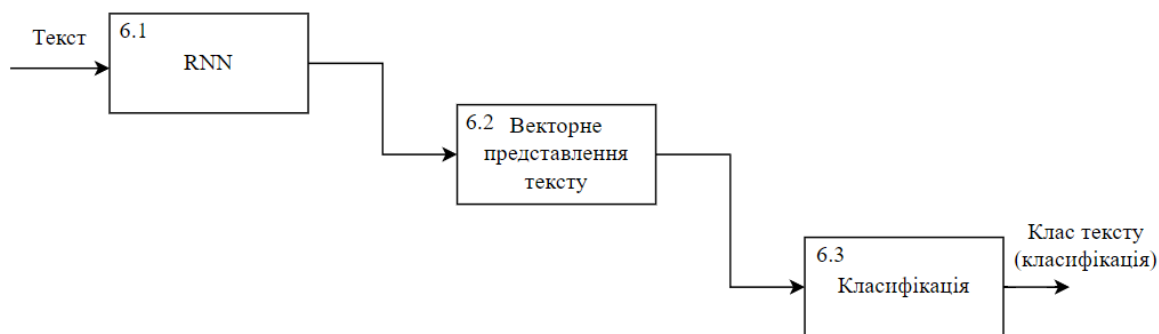 Текст
6.1
RNN
6.2 Векторне
представлення
тексту
6.3
Класифікація
Клас тексту
(класифікація)